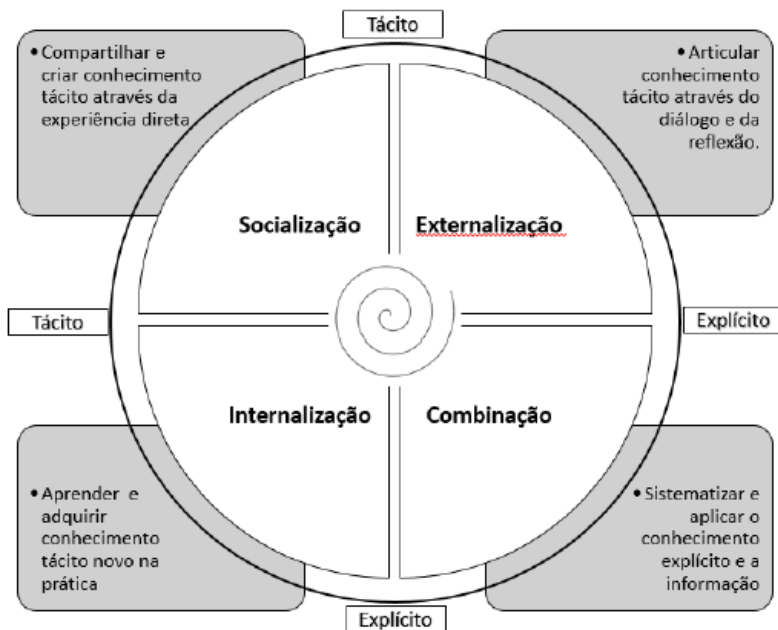 Tácito
• Compartilhar e
criar conhecimento
tácito através da
experiência direta
• Articular
conhecimento
tácito através do
diálogo e da
reflexão.
Socialização
Externalização
Tácito
Explícito
Internalização
Combinação
• Aprender e
adquirir
conhecimento
tácito novo na
prática
• Sistematizar e
aplicar o
conhecimento
explícito e a
informação
Explícito